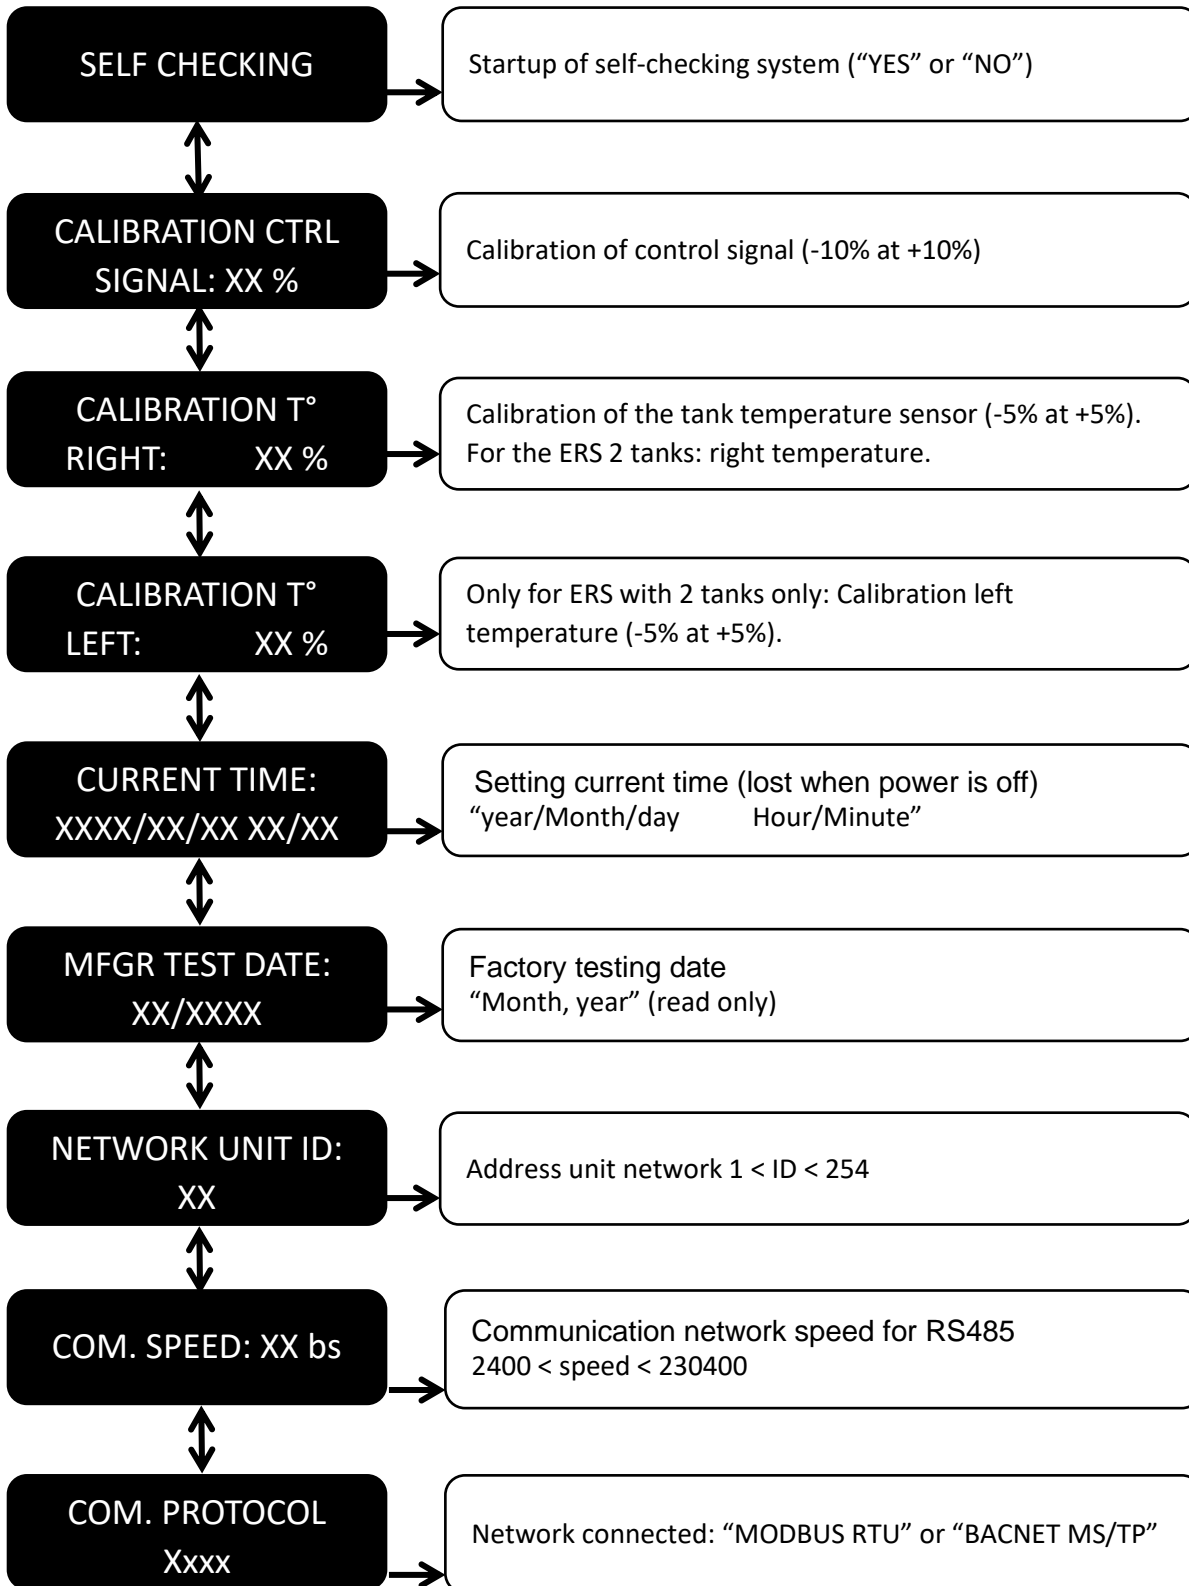 SELF CHECKING
Startup of self-checking system (“YES” or “NO”)
CALIBRATION CTRL
SIGNAL: XX %
Calibration of control signal (-10% at +10%)
CALIBRATION T°
RIGHT: XX %
Calibration of the tank temperature sensor (-5% at +5%).
For the ERS 2 tanks: right temperature.
CALIBRATION T°
LEFT: XX %
Only for ERS with 2 tanks only: Calibration left
temperature (-5% at +5%).
CURRENT TIME:
XXXX/XX/XX XX/XX
Setting current time (lost when power is off)
“year/Month/day Hour/Minute”
MFGR TEST DATE:
XX/XXXX
Factory testing date
“Month, year” (read only)
NETWORK UNIT ID:
XX
Address unit network 1 < ID < 254
COM. SPEED: XX bs
Communication network speed for RS485
2400 < speed < 230400
COM. PROTOCOL
Xxxx
Network connected: “MODBUS RTU” or “BACNET MS/TP”